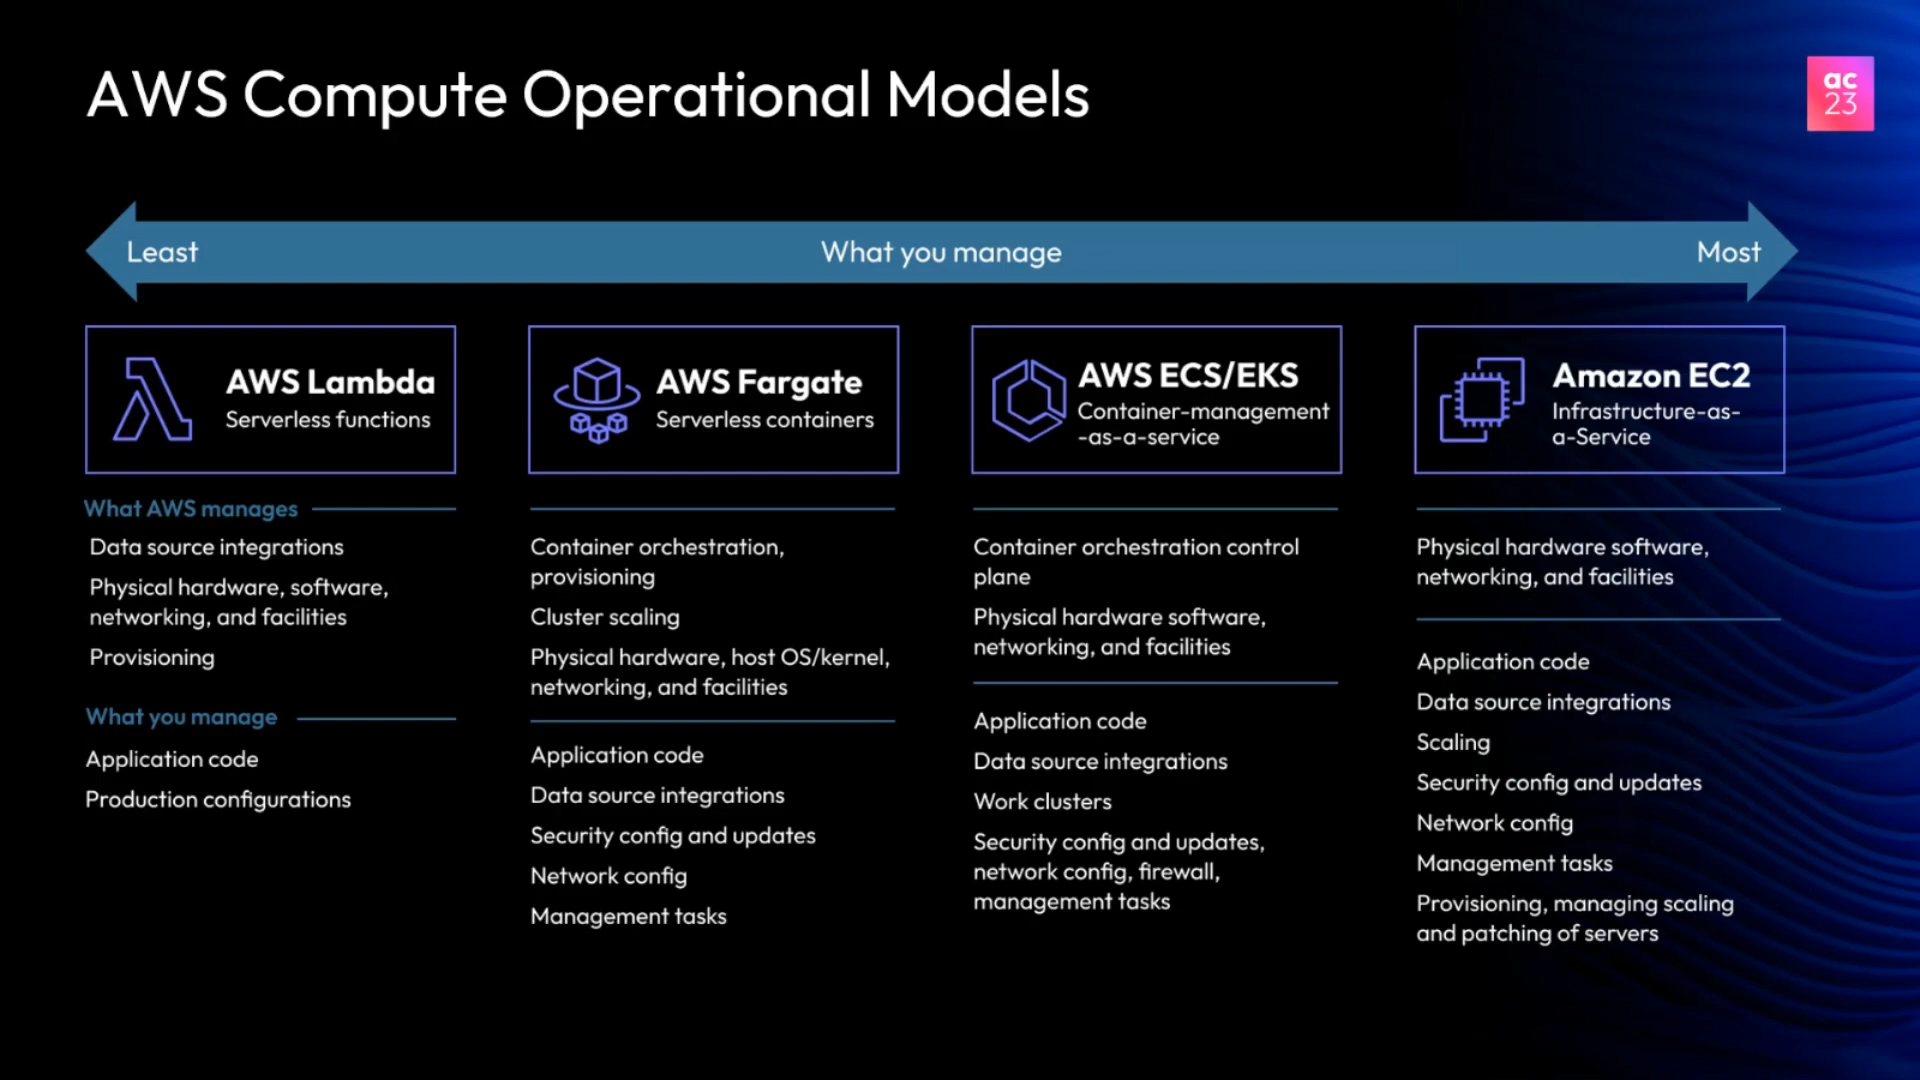 AWS Compute Operational Models
ac
23
Least
What you manage
Most
AWS Lambda
Serverless functions
AWS Fargate
Serverless containers
AWS ECS/EKS
Container-management
-as-a-service
Amazon EC2
Infrastructure-as-
a-Service
What AWS manages
Data source integrations
Physical hardware, software,
networking, and facilities
Provisioning
What you manage
Application code
Production configurations
Container orchestration,
provisioning
Cluster scaling
Physical hardware, host OS/kernel,
networking, and facilities
Application code
Data source integrations
Security config and updates
Network config
Management tasks
Container orchestration control
plane
Physical hardware software,
networking, and facilities
Application code
Data source integrations
Work clusters
Security config and updates,
network config, firewall,
management tasks
Physical hardware software,
networking, and facilities
Application code
Data source integrations
Scaling
Security config and updates
Network config
Management tasks
Provisioning, managing scaling
and patching of servers